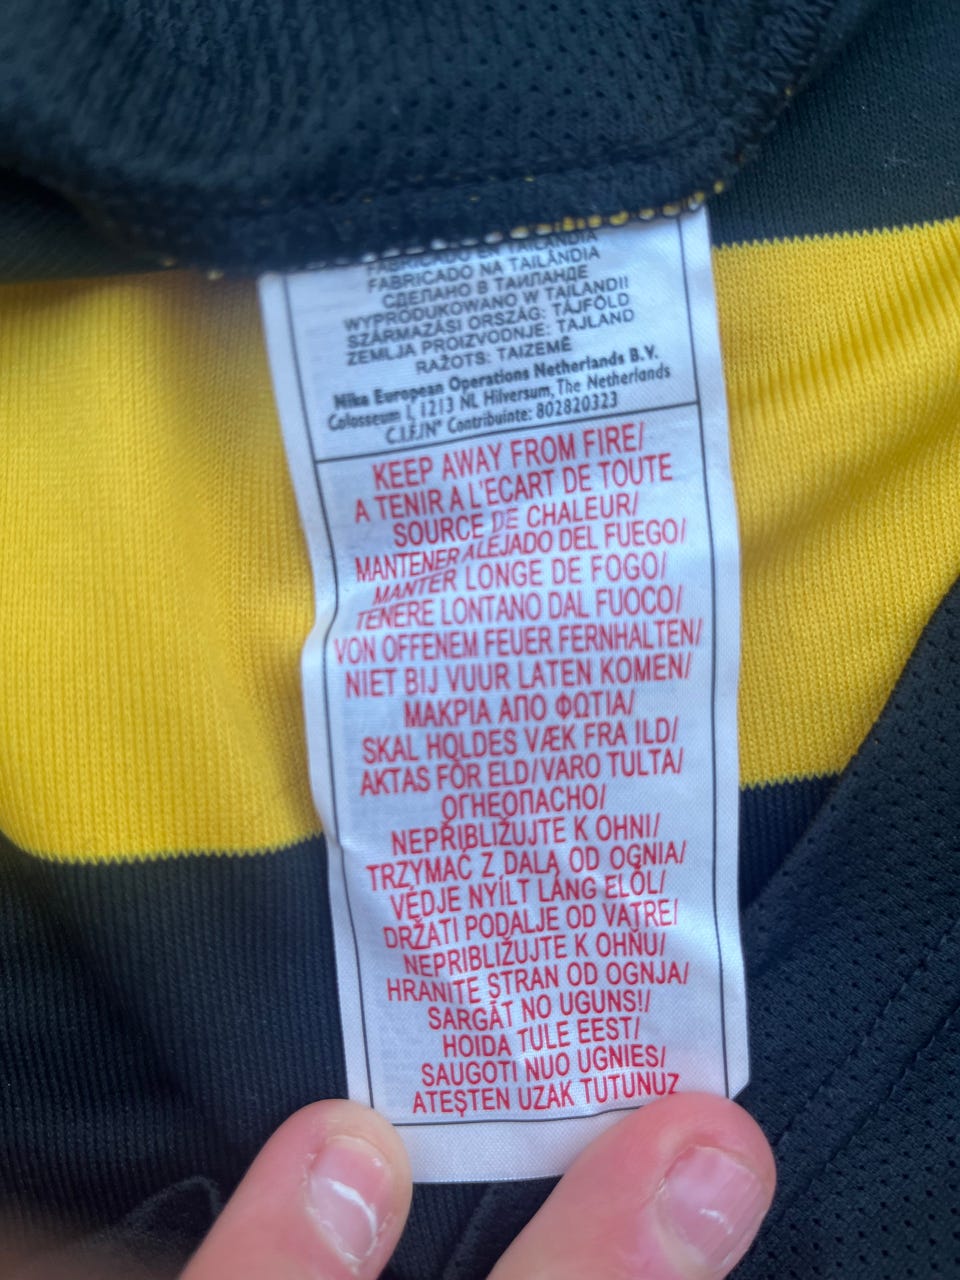 FABRICADO EN TAILANDIA
FABRICADO NA TAILÂNDIA
СДЕЛАНО В ТАИЛАНДЕ
WYPRODUKOWANO W TAILANDII
SZÁRMAZÁSI ORSZÁG: TÁJFÖLD
ZEMLJA PROIZVODNJE: TAJLAND
RAŽOTS: TAIZEMĒ
Nike European Operations Netherlands B.V.
Colosseum 1, 1213 NL Hilversum, The Netherlands
C.I.F./N° Contribuinte: 802820323
KEEP AWAY FROM FIRE/
A TENIR A L'ECART DE TOUTE
SOURCE DE CHALEUR/
MANTENER ALEJADO DEL FUEGO/
MANTER LONGE DE FOGO/
TENERE LONTANO DAL FUOCO/
VON OFFENEM FEUER FERNHALTEN/
NIET BIJ VUUR LATEN KOMEN/
ΜΑΚΡΙΑ ΑΠΟ ΦΩΤΙΑ/
SKAL HOLDES VÆK FRA ILD/
AKTAS FÖR ELD/VARO TULTA/
ОГНЕОПАСНО/
NEPŘIBLIŽUJTE K OHNI/
TRZYMAĆ Z DALA OD OGNIA/
VÉDJE NYÍLT LÁNG ELŐL/
DRŽATI PODALJE OD VATRE/
NEPRIBLIŽUJTE K OHŇU/
HRANITE STRAN OD OGNJA/
SARGĀT NO UGUNS!/
HOIDA TULE EEST/
SAUGOTI NUO UGNIES/
ATEŞTEN UZAK TUTUNUZ